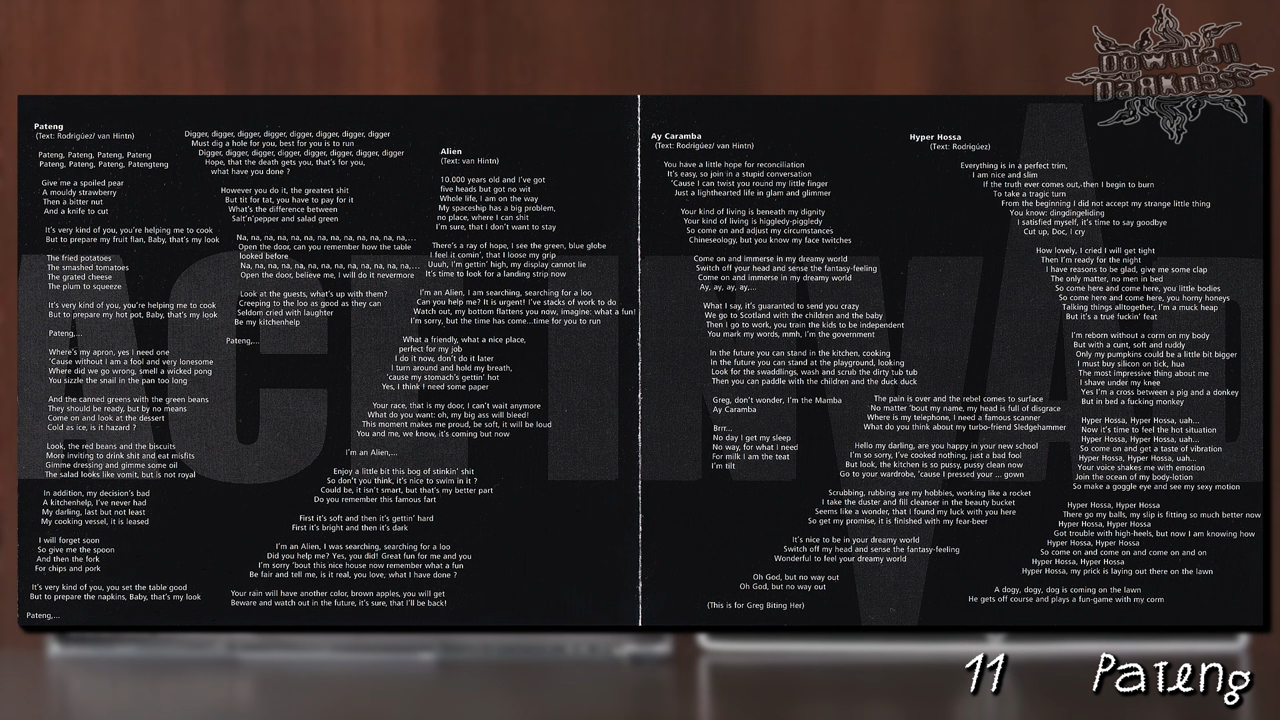 Downfall
of
Darkness
Pateng
(Text: Rodrigúez/ van Hintn)
Pateng, Pateng, Pateng, Pateng
Pateng, Pateng, Pateng, Patengteng
Give me a spoiled pear
A mouldy strawberry
Then a bitter nut
And a knife to cut
It's very kind of you, you're helping me to cook
But to prepare my fruit flan, Baby, that's my look
The fried potatoes
The smashed tomatoes
The grated cheese
The plum to squeeze
It's very kind of you, you're helping me to cook
But to prepare my hot pot, Baby, that's my look
Pateng,...
Where's my apron, yes I need one
'Cause without I am a fool and very lonesome
Where did we go wrong, smell a wicked pong
You sizzle the snail in the pan too long
And the canned greens with the green beans
They should be ready, but by no means
Come on and look at the dessert
Cold as ice, is it hazard ?
Look, the red beans and the biscuits
More inviting to drink shit and eat misfits
Gimme dressing and gimme some oil
The salad looks like vomit, but is not royal
In addition, my decision's bad
A kitchenhelp, I've never had
My darling, last but not least
My cooking vessel, it is leased
I will forget soon
So give me the spoon
And then the fork
For chips and pork
It's very kind of you, you set the table good
But to prepare the napkins, Baby, that's my look
Pateng,...
Digger, digger, digger, digger, digger, digger, digger, digger
Must dig a hole for you, best for you is to run
Digger, digger, digger, digger, digger, digger, digger, digger
Hope, that the death gets you, that's for you,
what have you done ?
However you do it, the greatest shit
But tit for tat, you have to pay for it
What's the difference between
Salt'n'pepper and salad green
Na, na, na, na, na, na, na, na, na, na, na, na, na,...
Open the door, can you remember how the table
looked before
Na, na, na, na, na, na, na, na, na, na, na, na, na,...
Open the door, believe me, I will do it nevermore
Look at the guests, what's up with them?
Creeping to the loo as good as they can
Seldom cried with laughter
Be my kitchenhelp
Pateng,...
Alien
(Text: van Hintn)
10.000 years old and I've got
five heads but got no wit
Whole life, I am on the way
My spaceship has a big problem,
no place, where I can shit
I'm sure, that I don't want to stay
There's a ray of hope, I see the green, blue globe
I feel it comin', that I loose my grip
Uuuh, I'm gettin' high, my display cannot lie
It's time to look for a landing strip now
I'm an Alien, I am searching, searching for a loo
Can you help me? It is urgent! I've stacks of work to do
Watch out, my bottom flattens you now, imagine: what a fun!
I'm sorry, but the time has come...time for you to run
What a friendly, what a nice place,
perfect for my job
I do it now, don't do it later
I turn around and hold my breath,
'cause my stomach's gettin' hot
Yes, I think I need some paper
Your race, that is my door, I can't wait anymore
What do you want: oh, my big ass will bleed!
This moment makes me proud, be soft, it will be loud
You and me, we know, it's coming but now
I'm an Alien,...
Enjoy a little bit this bog of stinkin' shit
So don't you think, it's nice to swim in it ?
Could be, it isn't smart, but that's my better part
Do you remember this famous fart
First it's soft and then it's gettin' hard
First it's bright and then it's dark
I'm an Alien, I was searching, searching for a loo
Did you help me? Yes, you did! Great fun for me and you
I'm sorry 'bout this nice house now remember what a fun
Be fair and tell me, is it real, you love, what I have done ?
Your rain will have another color, brown apples, you will get
Beware and watch out in the future, it's sure, that I'll be back!
Ay Caramba
(Text: Rodrigúez/ van Hintn)
You have a little hope for reconciliation
It's easy, so join in a stupid conversation
'Cause I can twist you round my little finger
Just a lighthearted life in glam and glimmer
Your kind of living is beneath my dignity
Your kind of living is higgledy-piggledy
So come on and adjust my circumstances
Chineseology, but you know my face twitches
Come on and immerse in my dreamy world
Switch off your head and sense the fantasy-feeling
Come on and immerse in my dreamy world
Ay, ay, ay, ay,...
What I say, it's guaranted to send you crazy
We go to Scotland with the children and the baby
Then I go to work, you train the kids to be independent
You mark my words, mmh, I'm the government
In the future you can stand in the kitchen, cooking
In the future you can stand at the playground, looking
Look for the swaddlings, wash and scrub the dirty tub tub
Then you can paddle with the children and the duck duck
Greg, don't wonder, I'm the Mamba
Ay Caramba
Brrr...
No day I get my sleep
No way, for what I need
For milk I am the teat
I'm tilt
The pain is over and the rebel comes to surface
No matter 'bout my name, my head is full of disgrace
Where is my telephone, I need a famous scanner
What do you think about my turbo-friend Sledgehammer
Hello my darling, are you happy in your new school
I'm so sorry, I've cooked nothing, just a bad fool
But look, the kitchen is so pussy, pussy clean now
Go to your wardrobe, 'cause I pressed your ... gown
Scrubbing, rubbing are my hobbies, working like a rocket
I take the duster and fill cleanser in the beauty bucket
Seems like a wonder, that I found my luck with you here
So get my promise, it is finished with my fear-beer
It's nice to be in your dreamy world
Switch off my head and sense the fantasy-feeling
Wonderful to feel your dreamy world
Oh God, but no way out
Oh God, but no way out
(This is for Greg Biting Her)
Hyper Hossa
(Text: Rodrigúez)
Everything is in a perfect trim,
I am nice and slim
If the truth ever comes out, then I begin to burn
To take a tragic turn
From the beginning I did not accept my strange little thing
You know: dingdingeliding
I satisfied myself, it's time to say goodbye
Cut up, Doc, I cry
How lovely, I cried I will get tight
Then I'm ready for the night
I have reasons to be glad, give me some clap
The only matter, no men in bed
So come here and come here, you little bodies
So come here and come here, you horny honeys
Talking things alltogether, I'm a muck heap
But it's a true fuckin' feat
I'm reborn without a corn on my body
But with a cunt, soft and ruddy
Only my pumpkins could be a little bit bigger
I must buy silicon on tick, hua
The most impressive thing about me
I shave under my knee
Yes I'm a cross between a pig and a donkey
But in bed a fucking monkey
Hyper Hossa, Hyper Hossa, uah...
Now it's time to feel the hot situation
Hyper Hossa, Hyper Hossa, uah...
So come on and get a taste of vibration
Hyper Hossa, Hyper Hossa, uah...
Your voice shakes me with emotion
Join the ocean of my body-lotion
So make a goggle eye and see my sexy motion
Hyper Hossa, Hyper Hossa
There go my balls, my slip is fitting so much better now
Hyper Hossa, Hyper Hossa
Got trouble with high-heels, but now I am knowing how
Hyper Hossa, Hyper Hossa
So come on and come on and come on and on
Hyper Hossa, Hyper Hossa
Hyper Hossa, my prick is laying out there on the lawn
A dogy, dogy, dog is coming on the lawn
He gets off course and plays a fun-game with my corm
11 Pateng